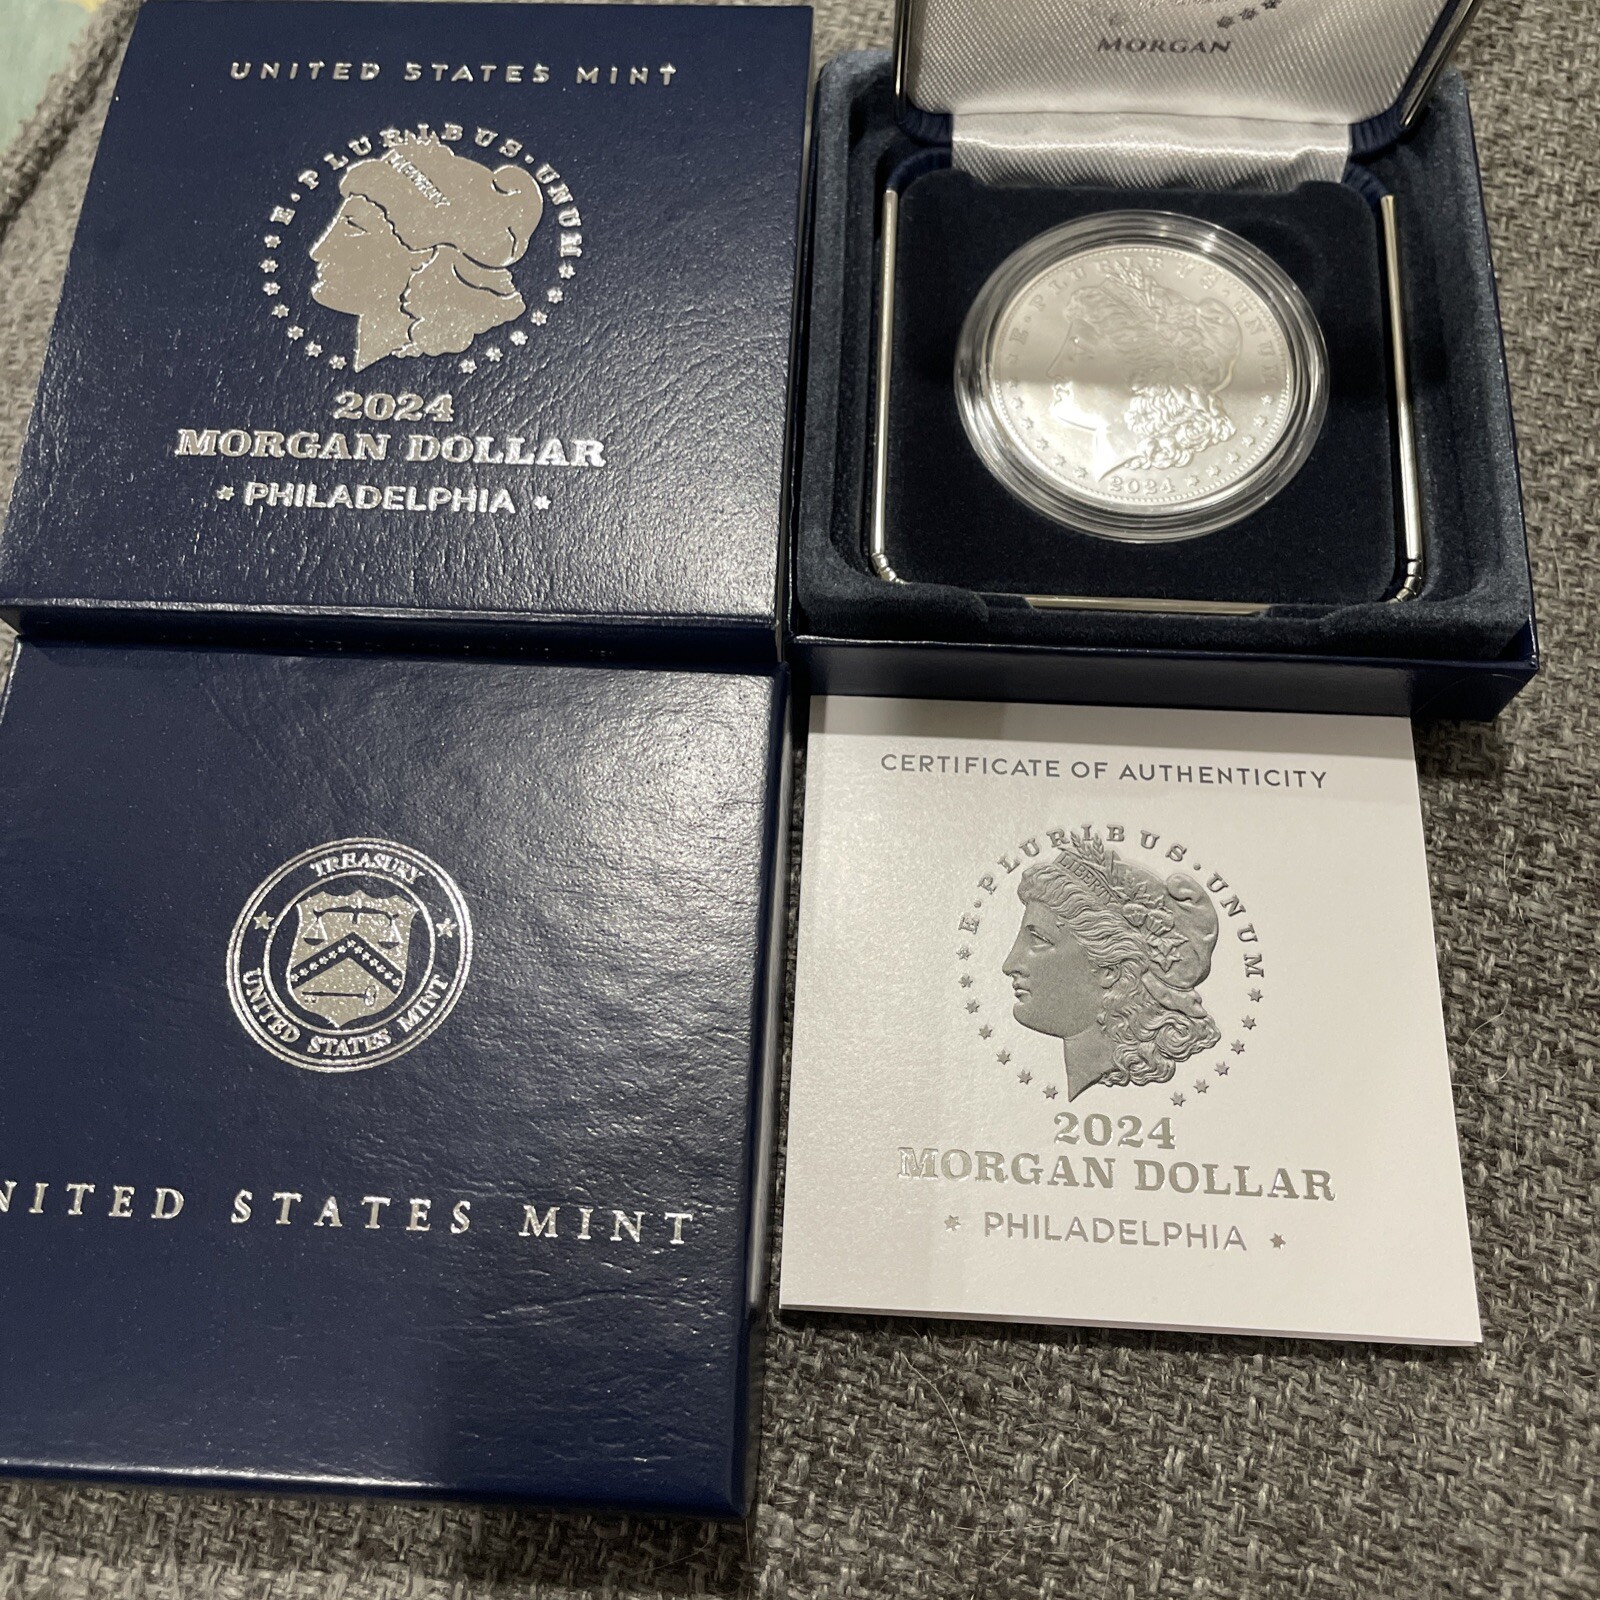 UNITED STATES MINT
E · PLURIBUS · UNUM
LIBERTY
2024
MORGAN DOLLAR
* PHILADELPHIA *
MORGAN
E · PLURIBUS · UNUM
2024
TREASURY
UNITED STATES MINT
NITED STATES MINT
CERTIFICATE OF AUTHENTICITY
E · PLURIBUS · UNUM
LIBERTY
2024
MORGAN DOLLAR
* PHILADELPHIA *